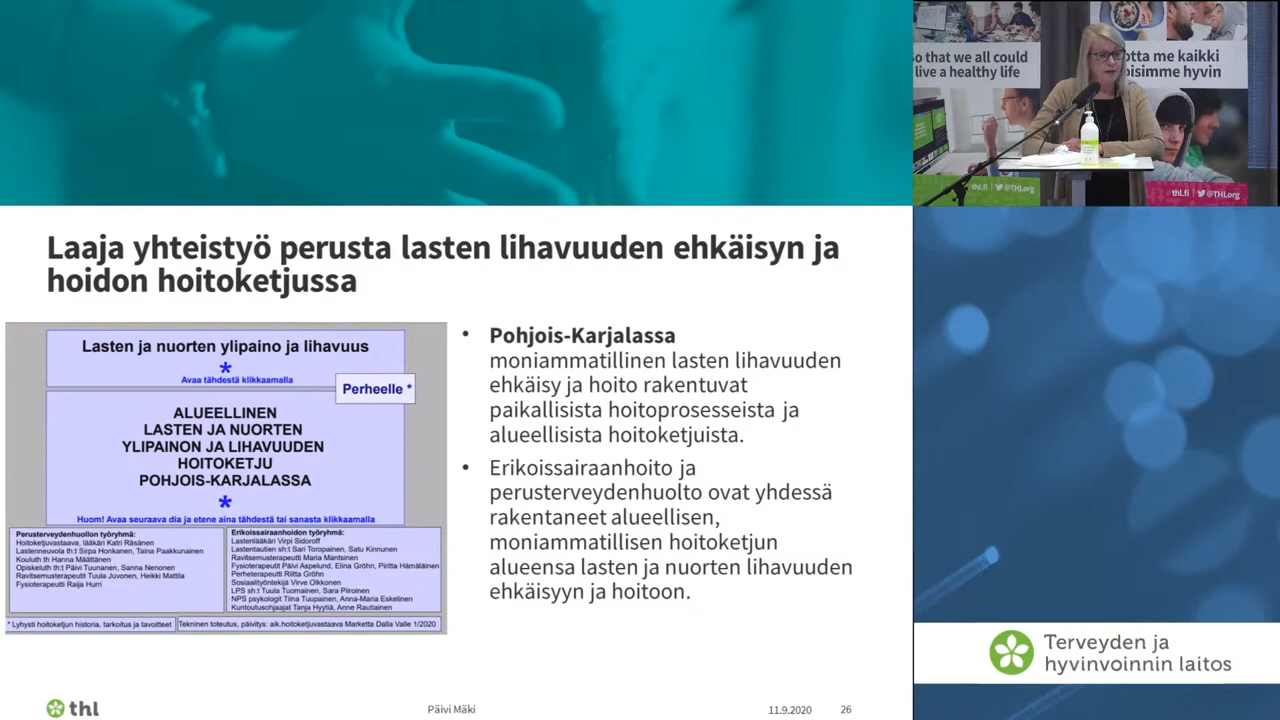 Laaja yhteistyö perusta lasten lihavuuden ehkäisyn ja
hoidon hoitoketjussa
Lasten ja nuorten ylipaino ja lihavuus
*
Avaa tähdestä klikkaamalla
Perheelle *
ALUEELLINEN
LASTEN JA NUORTEN
YLIPAINON JA LIHAVUUDEN
HOITOKETJU
POHJOIS-KARJALASSA
*
Huom! Avaa seuraava dia ja etene aina tähdestä tai sanasta klikkaamalla
Perusterveydenhuollon työryhmä:
Hoitoketjuvastaava, lääkäri Katri Räsänen
Lastenneuvola th:t Sirpa Honkanen, Taina Paakkunainen
Kouluth th Hanna Määttänen
Opiskeluth th:t Päivi Tuunanen, Sanna Nenonen
Ravitsemusterapeutit Tuula Juvonen, Heikki Mattila
Fysioterapeutti Raija Hurri
Erikoissairaanhoidon työryhmä:
Lastenlääkäri Virpi Sidoroff
Lastentautien sh:t Sari Toropainen, Satu Kinnunen
Ravitsemusterapeutti Maria Mantsinen
Fysioterapeutit Päivi Aspelund, Elina Gröhn, Piritta Hämäläinen
Perheterapeutti Riitta Gröhn
Sosiaalityöntekijä Virve Olkkonen
LPS sh:t Tuula Tuomainen, Sara Piiroinen
NPS psykologit Tiina Tuupainen, Anna-Maria Eskelinen
Kuntoutusohjaajat Tanja Hyytiä, Anne Rautiainen
* Lyhysti hoitoketjun historia, tarkoitus ja tavoitteet
Tekninen toteutus, päivitys: aik.hoitoketjuvastaava Marketta Dalla Valle 1/2020
• Pohjois-Karjalassa
moniammatillinen lasten lihavuuden
ehkäisy ja hoito rakentuvat
paikallisista hoitoprosesseista ja
alueellisista hoitoketjuista.
• Erikoissairaanhoito ja
perusterveydenhuolto ovat yhdessä
rakentaneet alueellisen,
moniammatillisen hoitoketjun
alueensa lasten ja nuorten lihavuuden
ehkäisyyn ja hoitoon.
thl
Päivi Mäki
11.9.2020
26
So that we all could
live a healthy life
otta me kaikki
oisimme hyvin
thl.fi | @THLorg
thl.fi | @THLorg
Terveyden ja
hyvinvoinnin laitos